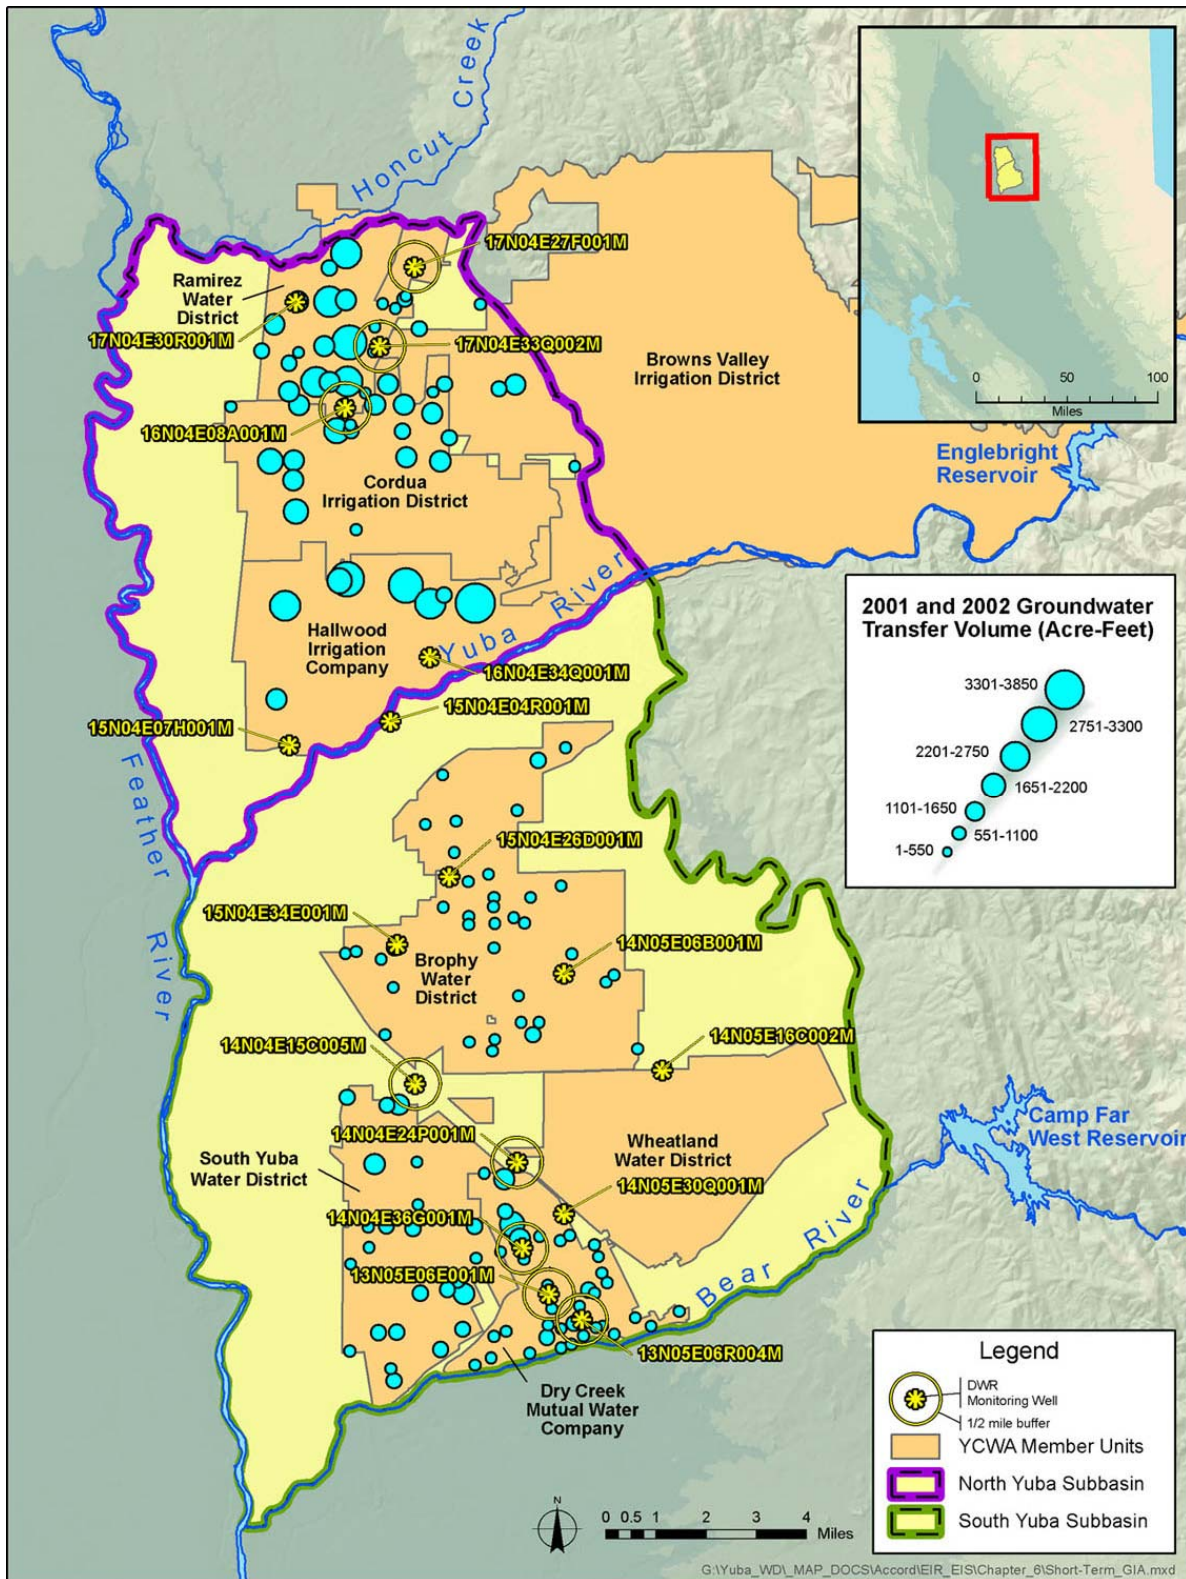 Honcut Creek
17N04E27F001M
Ramirez
Water
District
17N04E30R001M
17N04E33Q002M
Browns Valley
Irrigation District
16N04E08A001M
Cordua
Irrigation District
Englebright
Reservoir
0 50 100
Miles
Hallwood
Irrigation
Company
Yuba River
16N04E34Q001M
15N04E04R001M
15N04E07H001M
Feather River
2001 and 2002 Groundwater
Transfer Volume (Acre-Feet)
3301-3850
2751-3300
2201-2750
1651-2200
1101-1650
551-1100
1-550
15N04E26D001M
15N04E34E001M
Brophy
Water
District
14N05E06B001M
14N04E15C005M
14N05E16C002M
14N04E24P001M
Wheatland
Water District
South Yuba
Water District
14N05E30Q001M
14N04E36G001M
13N05E06E001M
Bear River
Camp Far
West Reservoir
13N05E06R004M
Dry Creek
Mutual Water
Company
Legend
DWR
Monitoring Well
1/2 mile buffer
YCWA Member Units
North Yuba Subbasin
South Yuba Subbasin
N
0 0.5 1 2 3 4
Miles
G:\Yuba_WD\_MAP_DOCS\Accord\EIR_EIS\Chapter_6\Short-Term_GIA.mxd